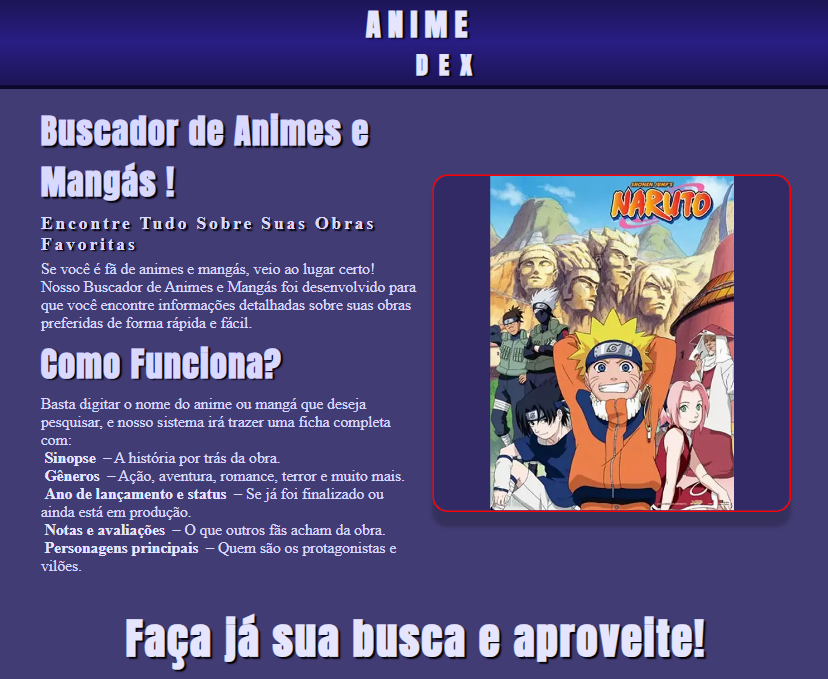 ANIME
DEX
Buscador de Animes e
Mangás !
Encontre Tudo Sobre Suas Obras
Favoritas
Se você é fã de animes e mangás, veio ao lugar certo!
Nosso Buscador de Animes e Mangás foi desenvolvido para
que você encontre informações detalhadas sobre suas obras
preferidas de forma rápida e fácil.
Como Funciona?
Basta digitar o nome do anime ou mangá que deseja
pesquisar, e nosso sistema irá trazer uma ficha completa
com:
Sinopse – A história por trás da obra.
Gêneros – Ação, aventura, romance, terror e muito mais.
Ano de lançamento e status – Se já foi finalizado ou
ainda está em produção.
Notas e avaliações – O que outros fãs acham da obra.
Personagens principais – Quem são os protagonistas e
vilões.
SHONEN JUMP'S
NARUTO
Faça já sua busca e aproveite!